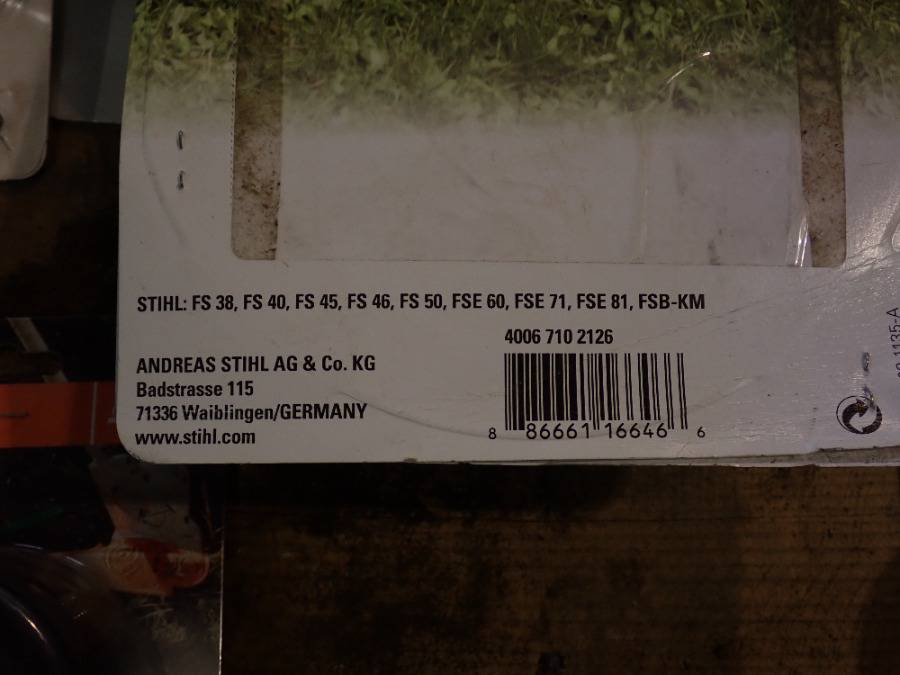 STIHL: FS 38, FS 40, FS 45, FS 46, FS 50, FSE 60, FSE 71, FSE 81, FSB-KM
4006 710 2126
ANDREAS STIHL AG & Co. KG
Badstrasse 115
71336 Waiblingen/GERMANY
www.stihl.com
8 86661 16646 6